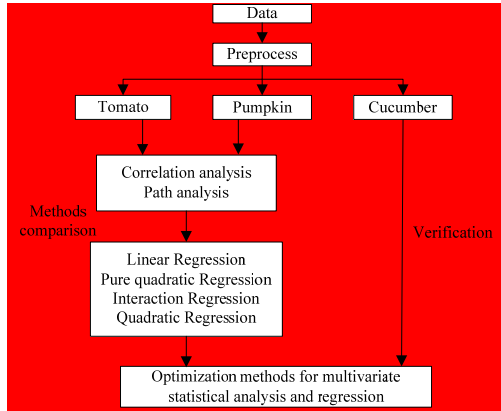 Data
Preprocess
Tomato
Pumpkin
Cucumber
Correlation analysis
Path analysis
Methods
comparison
Verification
Linear Regression
Pure quadratic Regression
Interaction Regression
Quadratic Regression
Optimization methods for multivariate
statistical analysis and regression